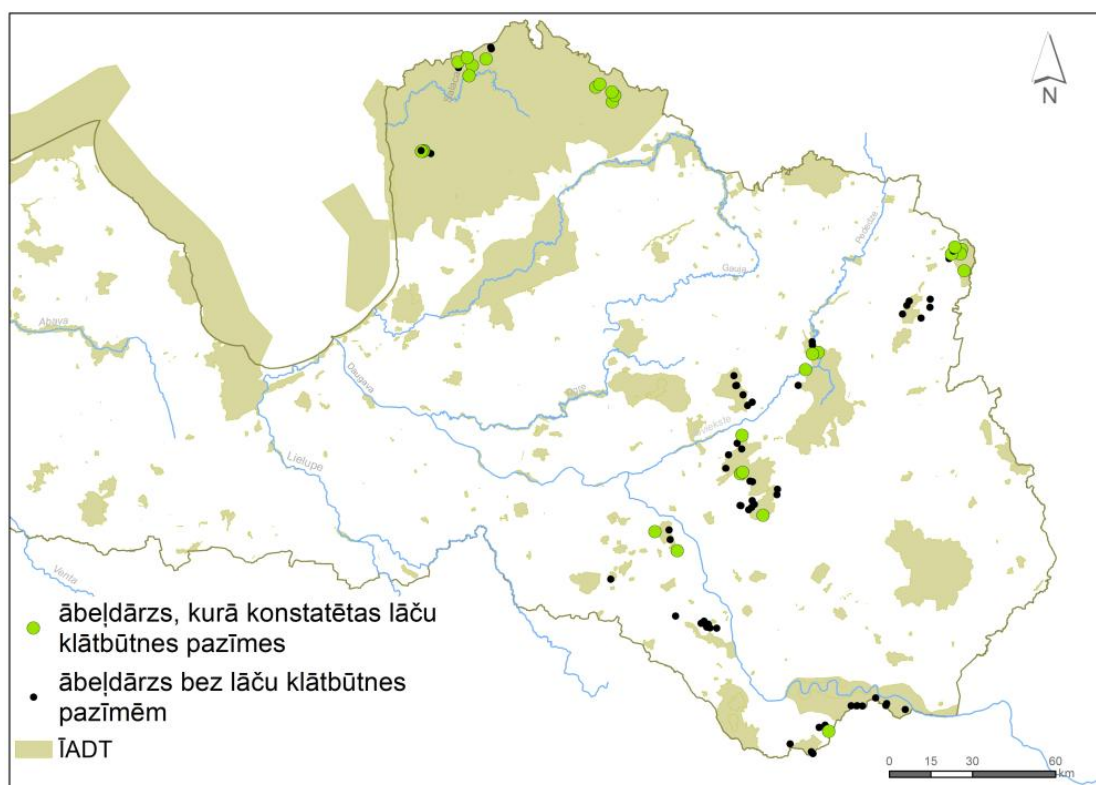 N
Salaca
Pededze
Gauja
Abava
Daugava
Ogre
Aiviekste
Lielupe
Venta
ābeļdārzs, kurā konstatētas lāču
klātbūtnes pazīmes
ābeļdārzs bez lāču klātbūtnes
pazīmēm
ĪADT
0 15 30 60
km